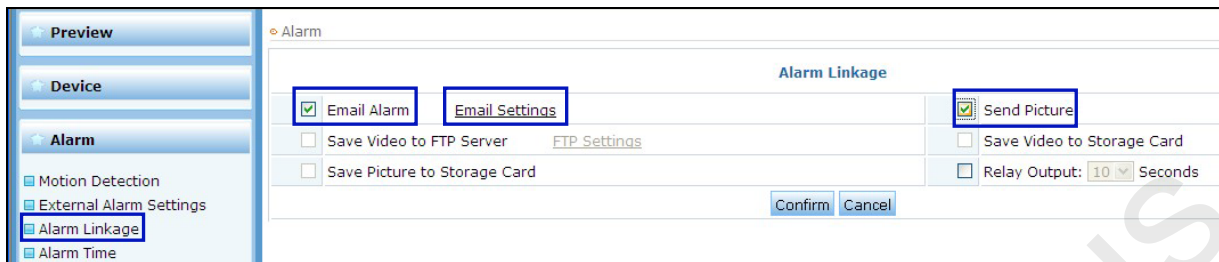 Preview
Device
Alarm
Motion Detection
External Alarm Settings
Alarm Linkage
Alarm Time
Alarm
Alarm Linkage
Email Alarm Email Settings Send Picture
Save Video to FTP Server FTP Settings Save Video to Storage Card
Save Picture to Storage Card Relay Output: 10 Seconds
Confirm Cancel